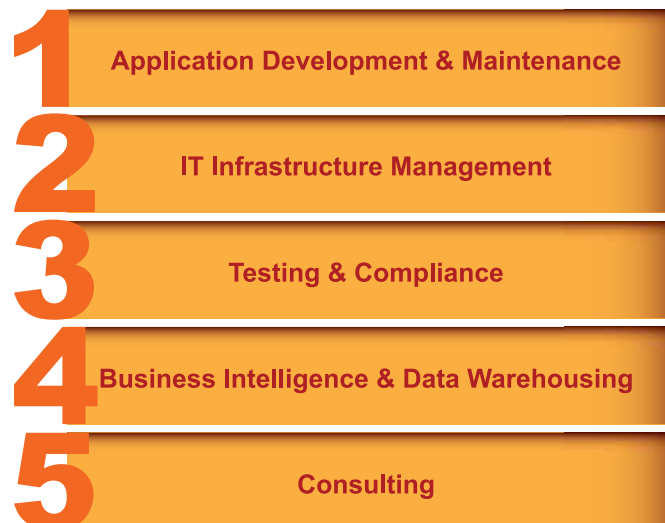 1 Application Development & Maintenance
2 IT Infrastructure Management
3 Testing & Compliance
4 Business Intelligence & Data Warehousing
5 Consulting